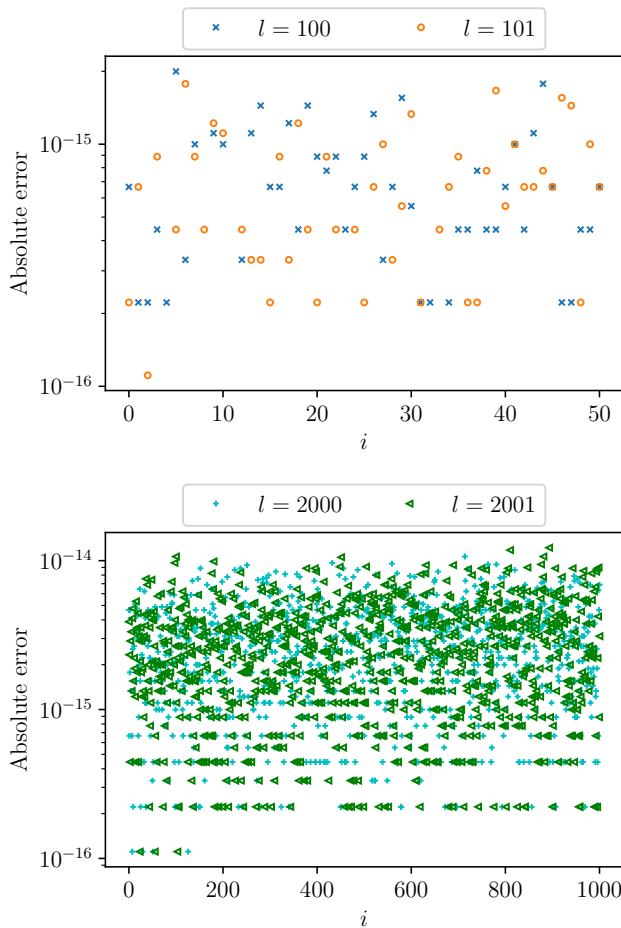 l = 100 l = 101
Absolute error
10⁻¹⁵
10⁻¹⁶
0 10 20 30 40 50
i
l = 2000 l = 2001
Absolute error
10⁻¹⁴
10⁻¹⁵
10⁻¹⁶
0 200 400 600 800 1000
i